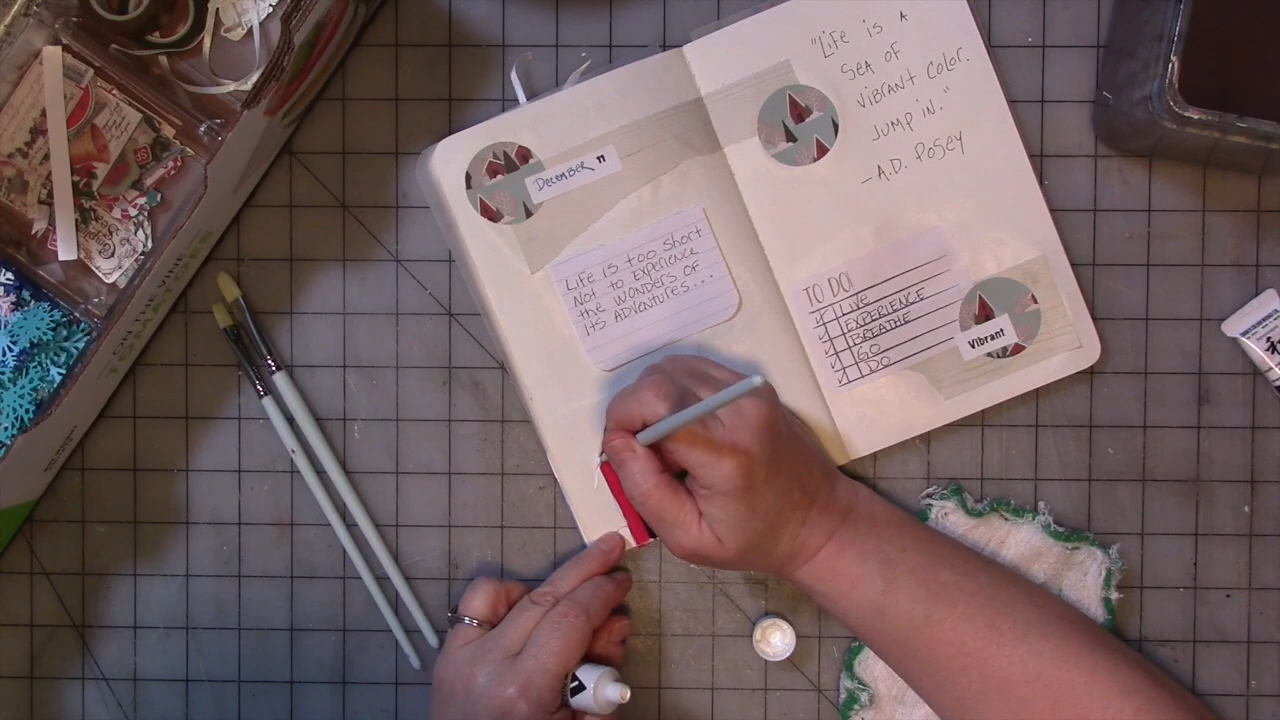 December "
Life is too short
Not to Experience
the wonders of
its Adventures...
"Life is a
Sea of
Vibrant Color.
Jump in."
—A.D. Posey
TO DO!
✓ Live
✓ EXPERIENCE
✓ BREATHE
✓ GO
✓ DO
Vibrant